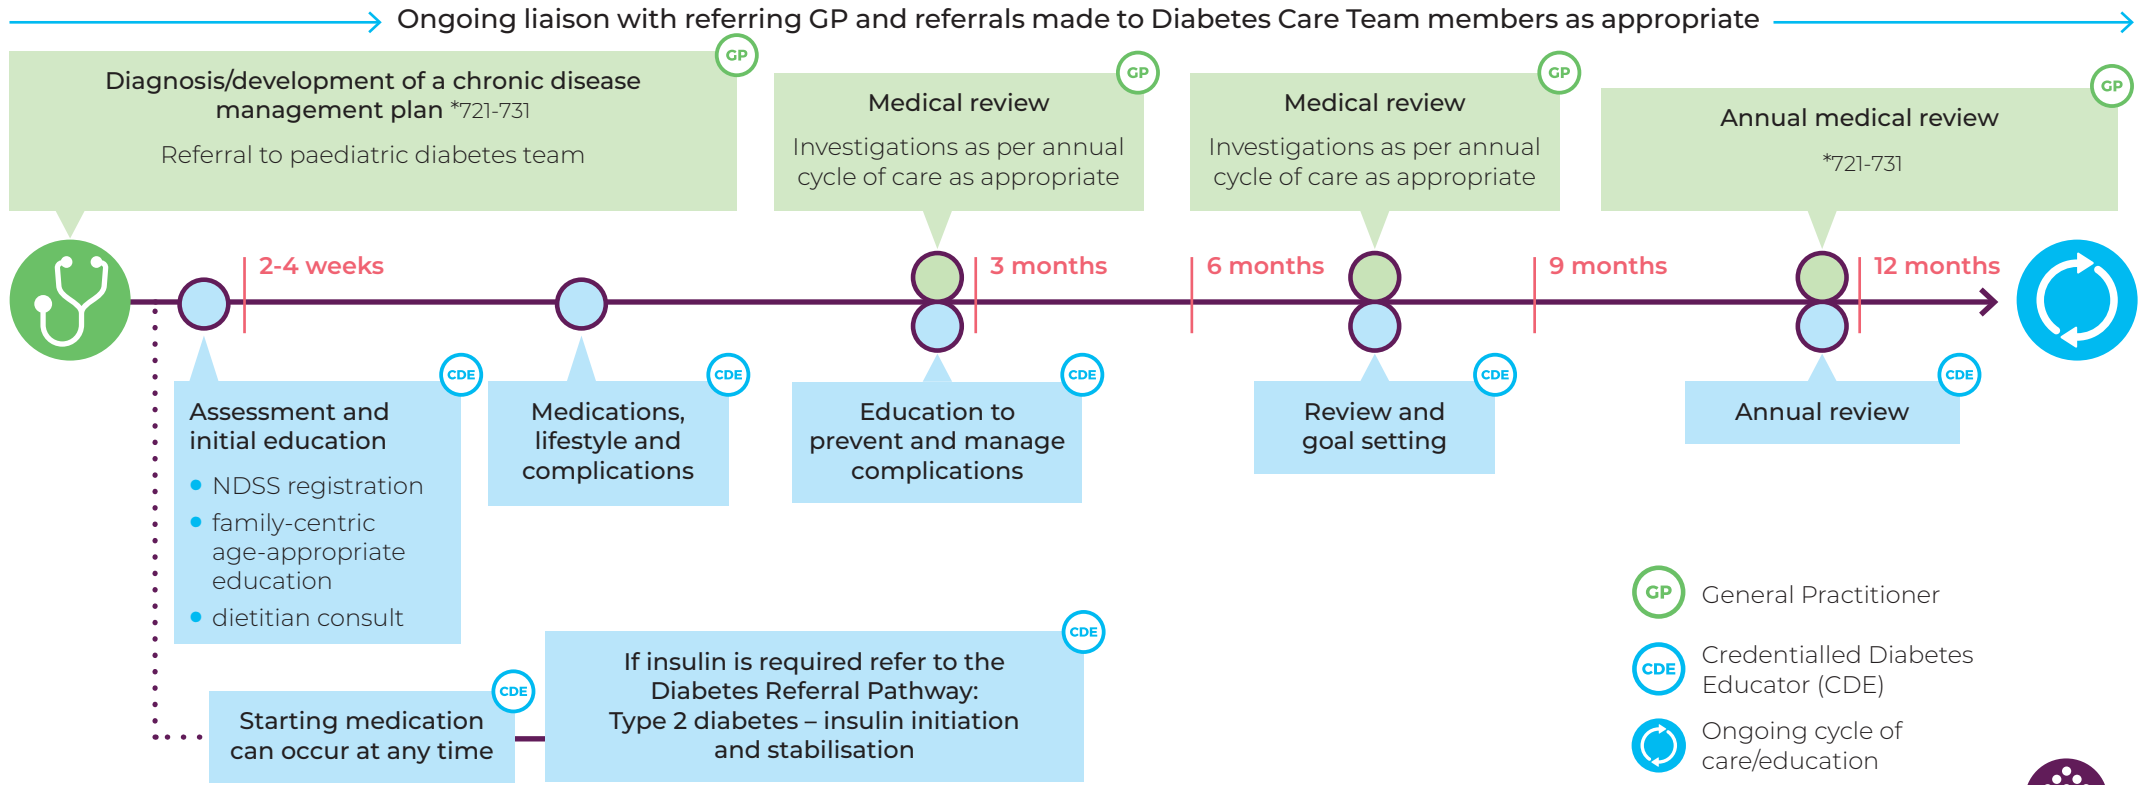 Ongoing liaison with referring GP and referrals made to Diabetes Care Team members as appropriate
GP
Diagnosis/development of a chronic disease
management plan *721-731
Referral to paediatric diabetes team
GP
Medical review
Investigations as per annual
cycle of care as appropriate
GP
Medical review
Investigations as per annual
cycle of care as appropriate
GP
Annual medical review
*721-731
2-4 weeks
3 months
6 months
9 months
12 months
CDE
Assessment and
initial education
• NDSS registration
• family-centric
age-appropriate
education
• dietitian consult
CDE
Medications,
lifestyle and
complications
CDE
Education to
prevent and manage
complications
CDE
Review and
goal setting
CDE
Annual review
CDE
Starting medication
can occur at any time
CDE
If insulin is required refer to the
Diabetes Referral Pathway:
Type 2 diabetes – insulin initiation
and stabilisation
GP
General Practitioner
CDE
Credentialled Diabetes
Educator (CDE)
Ongoing cycle of
care/education